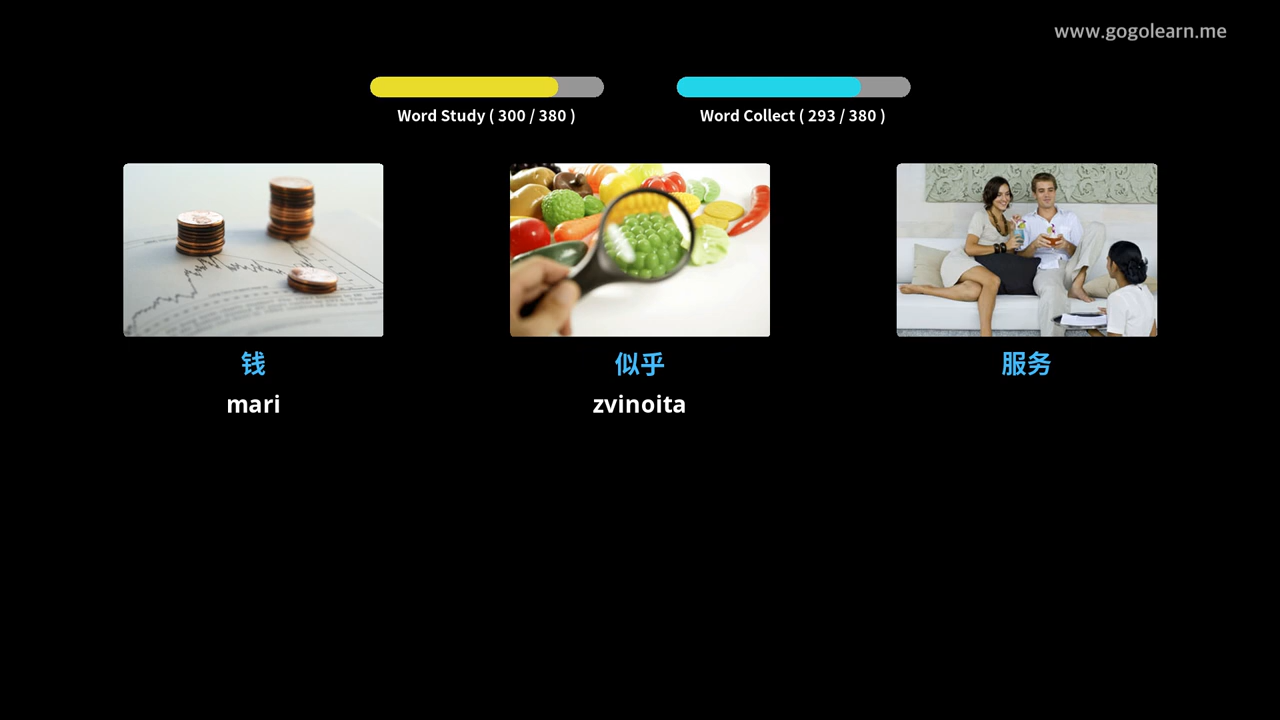 www.gogolearn.me
Word Study ( 300 / 380 )
Word Collect ( 293 / 380 )
钱
似乎
服务
mari
zvinoita